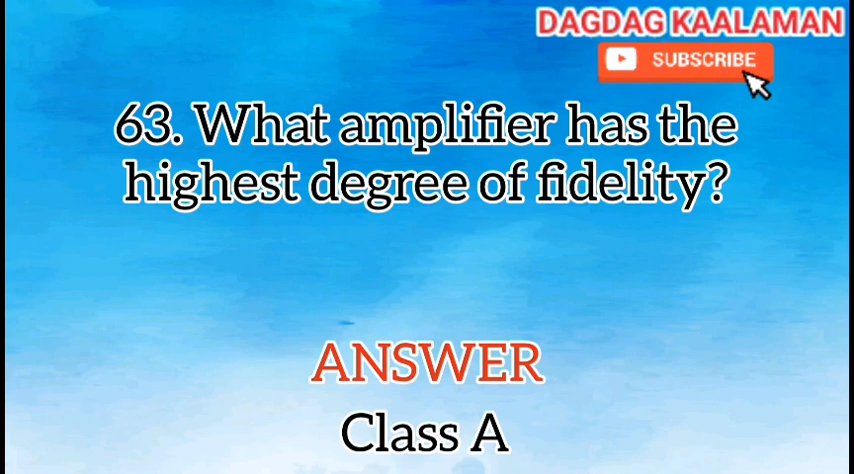 DAGDAG KAALAMAN
SUBSCRIBE
63. What amplifier has the
highest degree of fidelity?
ANSWER
Class A